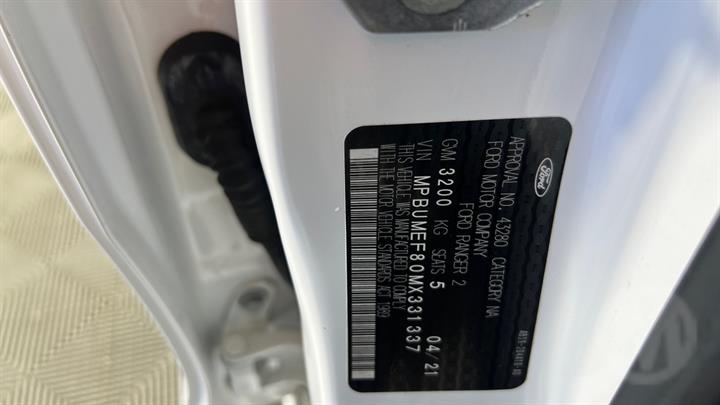 Ford
APPROVAL NO. 43280 CATEGORY NA
FORD MOTOR COMPANY
FORD RANGER 2
04/21
GVM 3200 KG SEATS 5
VIN MPBUMEF80MX331337
THIS VEHICLE WAS MANUFACTURED TO COMPLY
WITH THE MOTOR VEHICLE STANDARDS ACT 1989